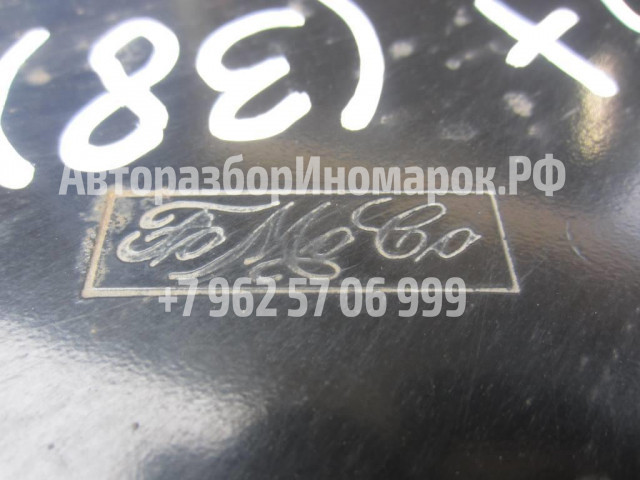 (38)
АвторазборИномарок.РФ
FoMoCo
+7 962 57 06 999